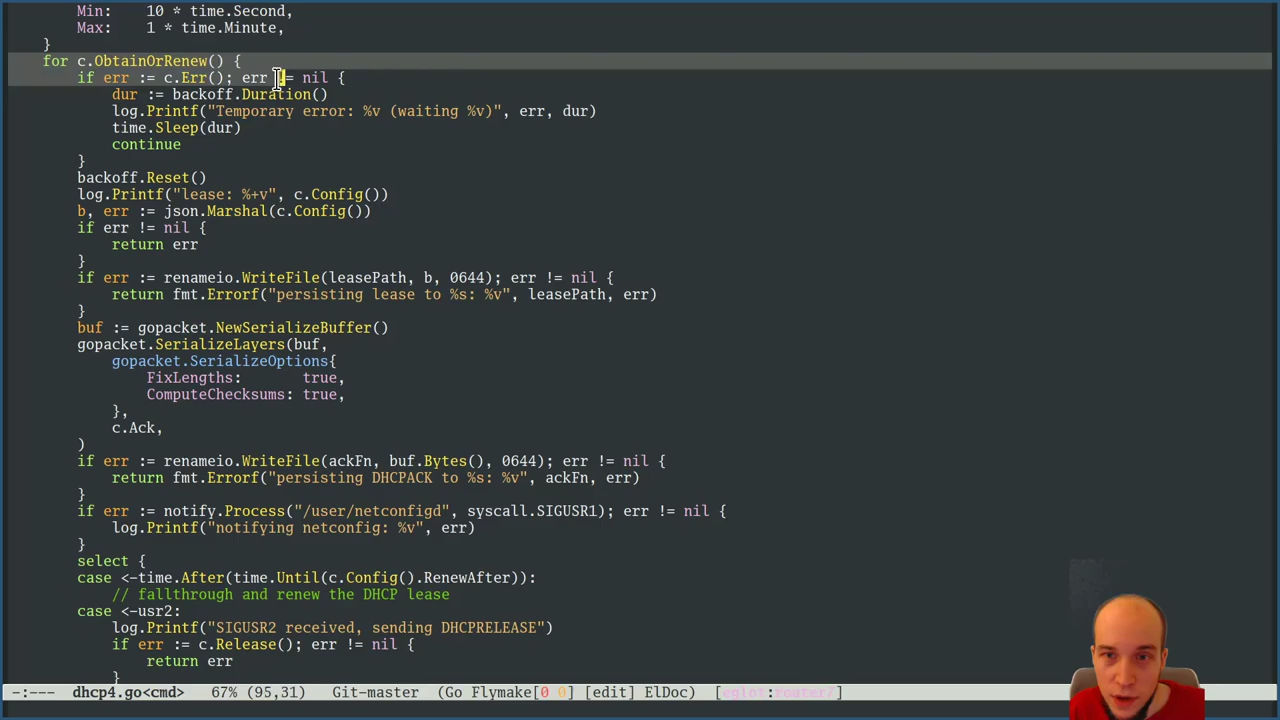 Min:    10 * time.Second,
Max:    1 * time.Minute,
}
for c.ObtainOrRenew() {
if err := c.Err(); err != nil {
dur := backoff.Duration()
log.Printf("Temporary error: %v (waiting %v)", err, dur)
time.Sleep(dur)
continue
}
backoff.Reset()
log.Printf("lease: %+v", c.Config())
b, err := json.Marshal(c.Config())
if err != nil {
return err
}
if err := renameio.WriteFile(leasePath, b, 0644); err != nil {
return fmt.Errorf("persisting lease to %s: %v", leasePath, err)
}
buf := gopacket.NewSerializeBuffer()
gopacket.SerializeLayers(buf,
gopacket.SerializeOptions{
FixLengths:       true,
ComputeChecksums: true,
},
c.Ack,
)
if err := renameio.WriteFile(ackFn, buf.Bytes(), 0644); err != nil {
return fmt.Errorf("persisting DHCPACK to %s: %v", ackFn, err)
}
if err := notify.Process("/user/netconfigd", syscall.SIGUSR1); err != nil {
log.Printf("notifying netconfig: %v", err)
}
select {
case <-time.After(time.Until(c.Config().RenewAfter)):
// fallthrough and renew the DHCP lease
case <-usr2:
log.Printf("SIGUSR2 received, sending DHCPRELEASE")
if err := c.Release(); err != nil {
return err
}
-:---  dhcp4.go<cmd>   67% (95,31)   Git-master  (Go Flymake[0 0] [edit] ElDoc)  [eglot:router7]